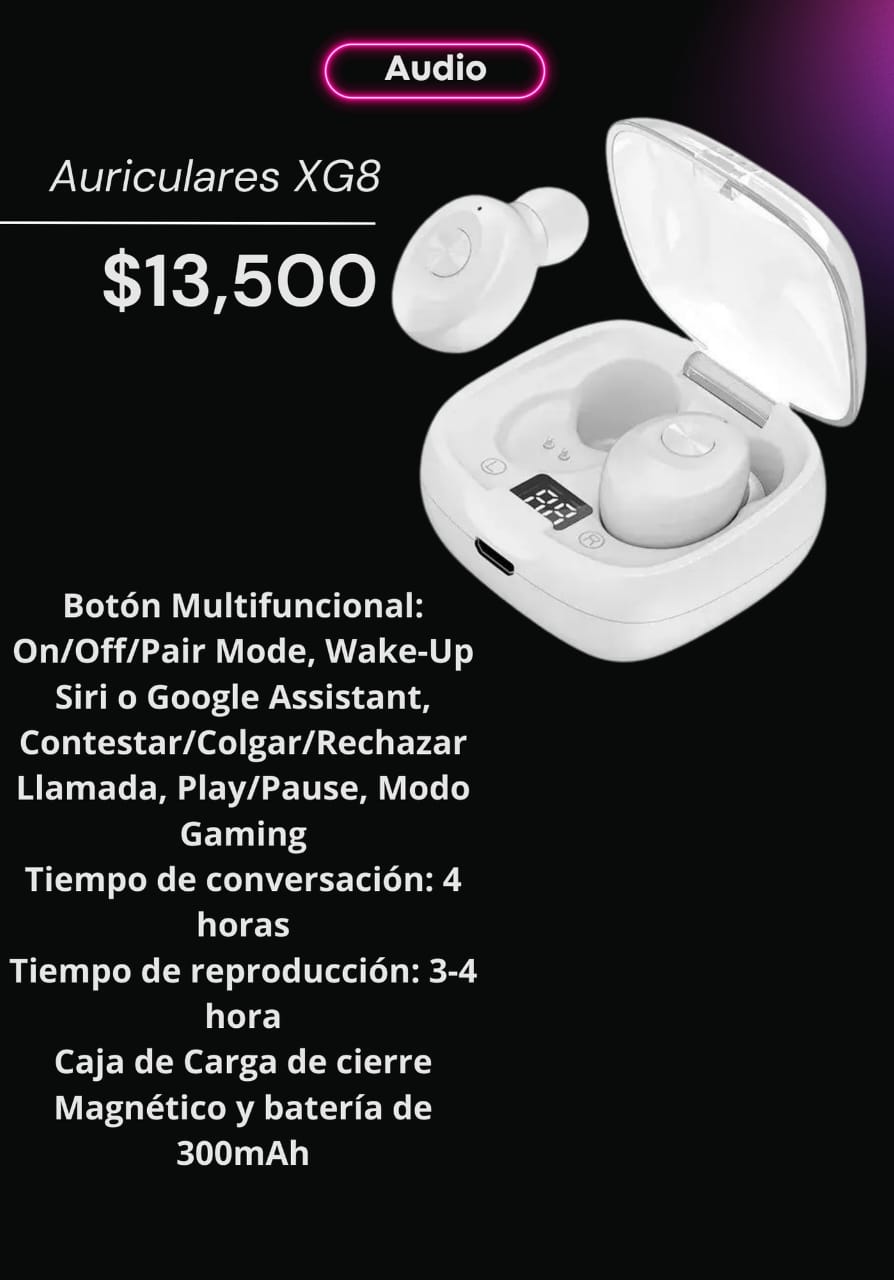 Audio
Auriculares XG8
$13,500
L
88
R
Botón Multifuncional:
On/Off/Pair Mode, Wake-Up
Siri o Google Assistant,
Contestar/Colgar/Rechazar
Llamada, Play/Pause, Modo
Gaming
Tiempo de conversación: 4
horas
Tiempo de reproducción: 3-4
hora
Caja de Carga de cierre
Magnético y batería de
300mAh